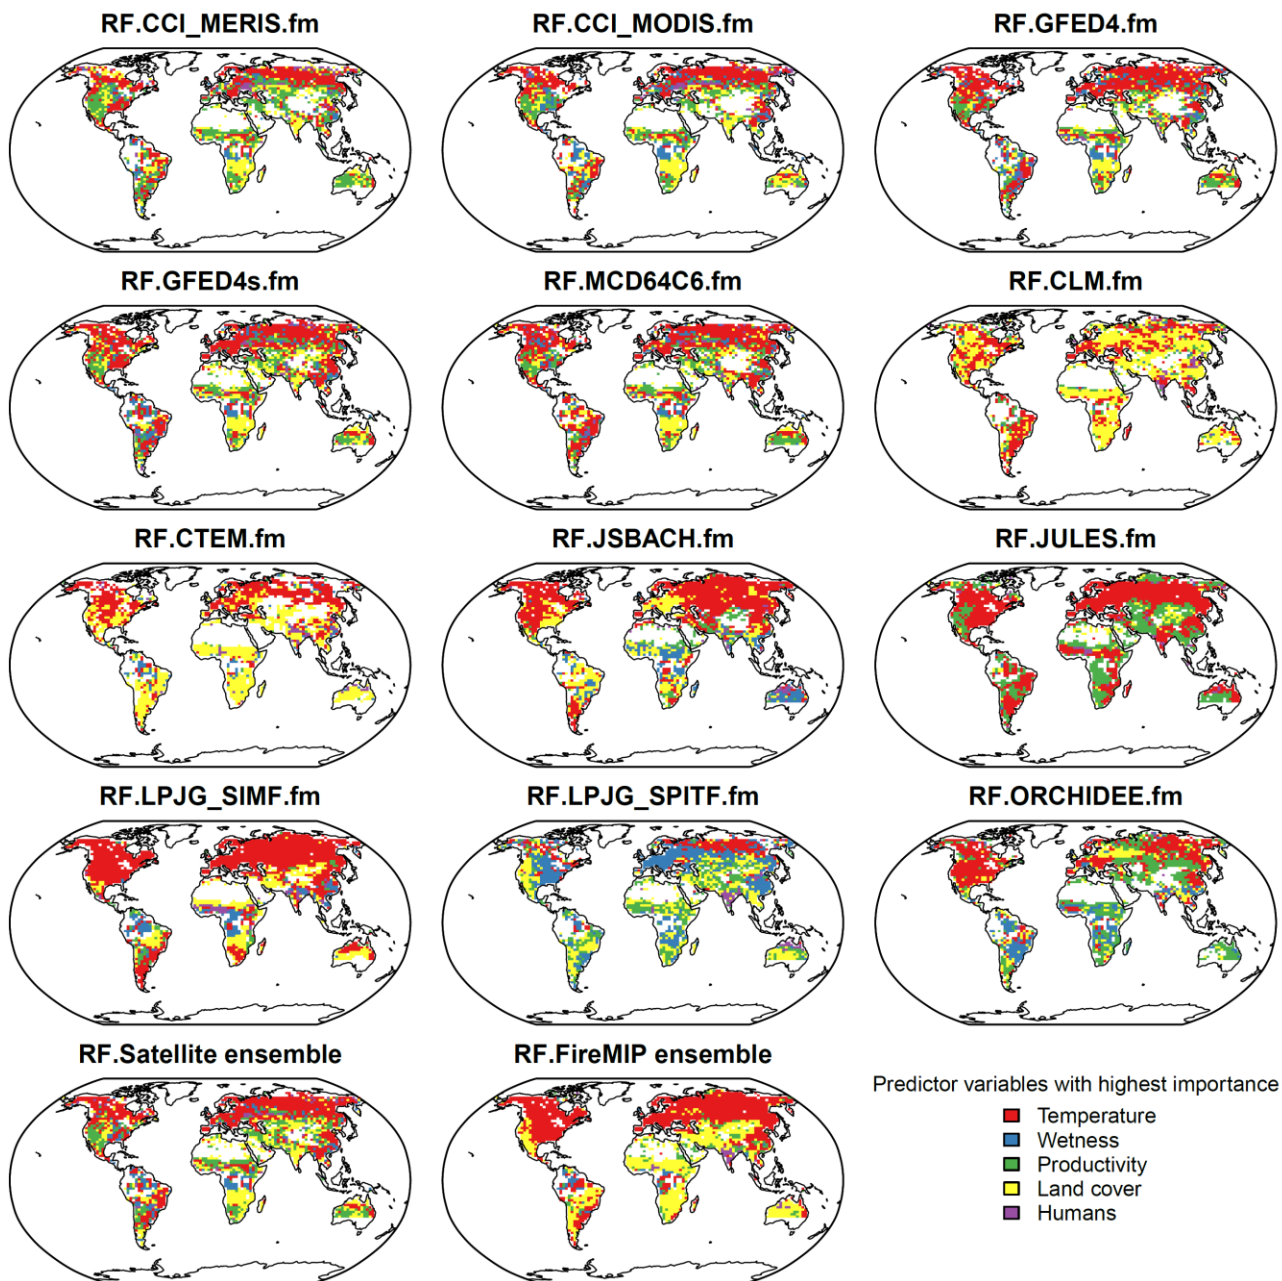 RF.CCI_MERIS.fm
RF.CCI_MODIS.fm
RF.GFED4.fm
RF.GFED4s.fm
RF.MCD64C6.fm
RF.CLM.fm
RF.CTEM.fm
RF.JSBACH.fm
RF.JULES.fm
RF.LPJG_SIMF.fm
RF.LPJG_SPITF.fm
RF.ORCHIDEE.fm
RF.Satellite ensemble
RF.FireMIP ensemble
Predictor variables with highest importance
Temperature
Wetness
Productivity
Land cover
Humans